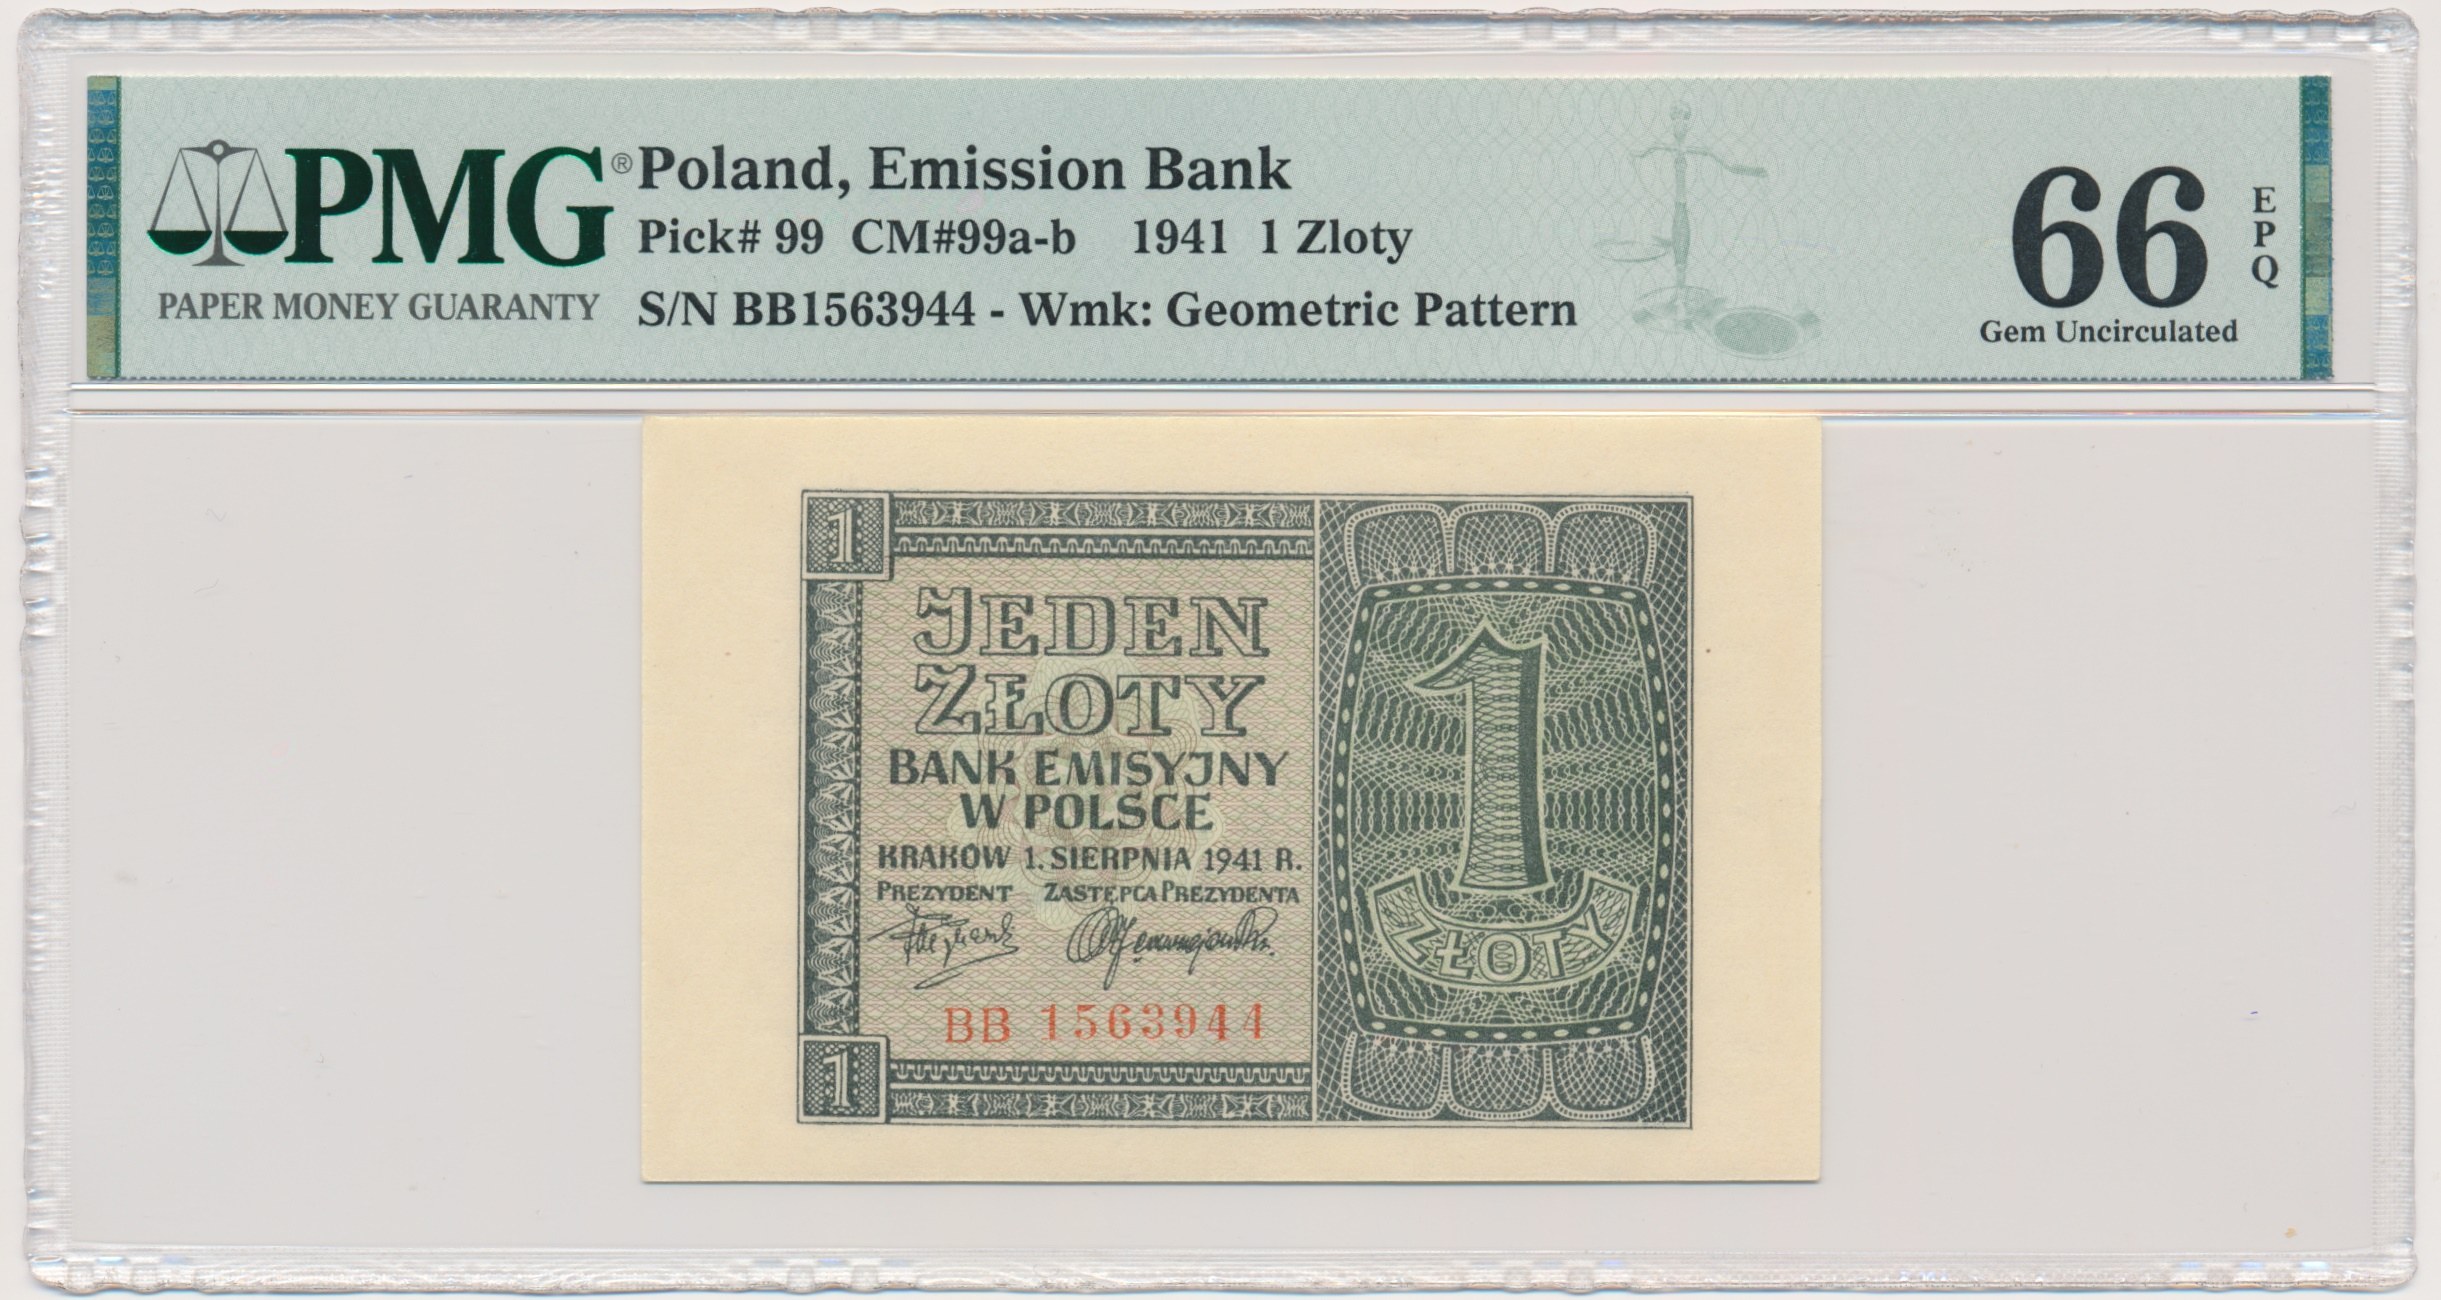 PMG®
PAPER MONEY GUARANTY
Poland, Emission Bank
Pick# 99 CM#99a-b 1941 1 Zloty
S/N BB1563944 - Wmk: Geometric Pattern
66
EPQ
Gem Uncirculated
1
JEDEN
ZŁOTY
BANK EMISYJNY
W POLSCE
KRAKÓW 1. SIERPNIA 1941 R.
PREZYDENT ZASTĘPCA PREZYDENTA
BB 1563944
1
1
ZŁOTY